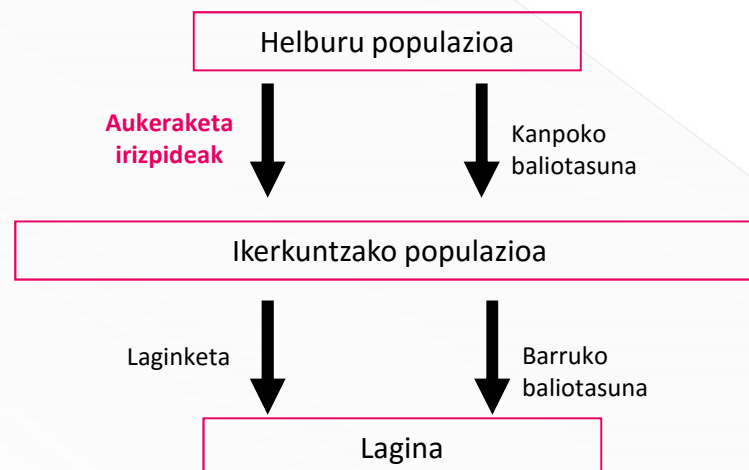 Helburu populazioa
Aukeraketa
irizpideak
Kanpoko
baliotasuna
Ikerkuntzako populazioa
Laginketa
Barruko
baliotasuna
Lagina